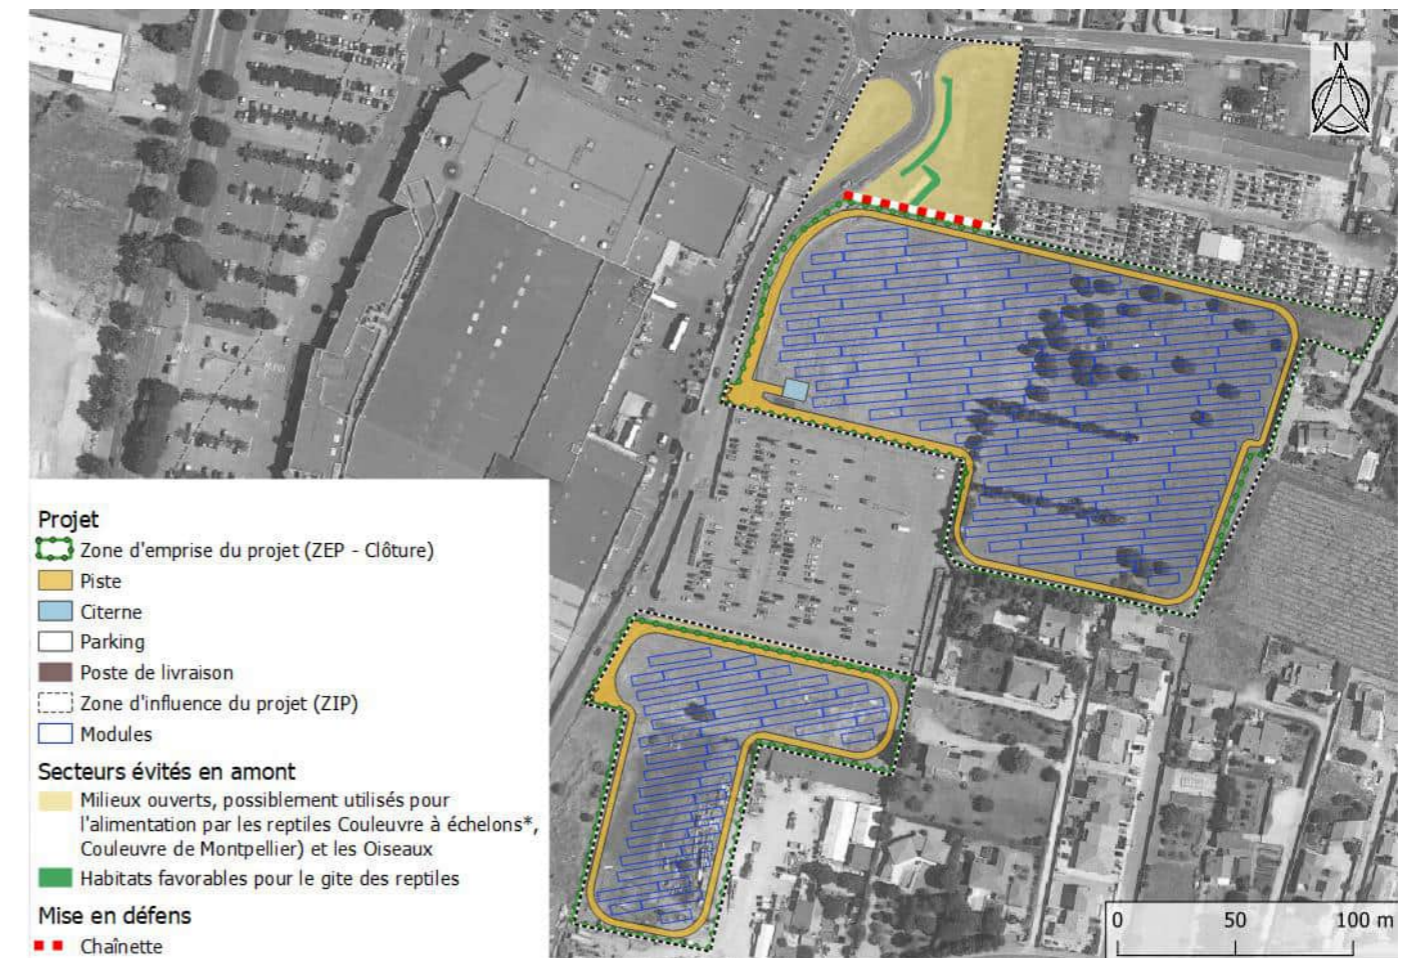 N
Projet
Zone d'emprise du projet (ZEP - Clôture)
Piste
Citerne
Parking
Poste de livraison
Zone d'influence du projet (ZIP)
Modules
Secteurs évités en amont
Milieux ouverts, possiblement utilisés pour
l'alimentation par les reptiles Couleuvre à échelons*,
Couleuvre de Montpellier) et les Oiseaux
Habitats favorables pour le gite des reptiles
Mise en défens
Chaînette
0 50 100 m